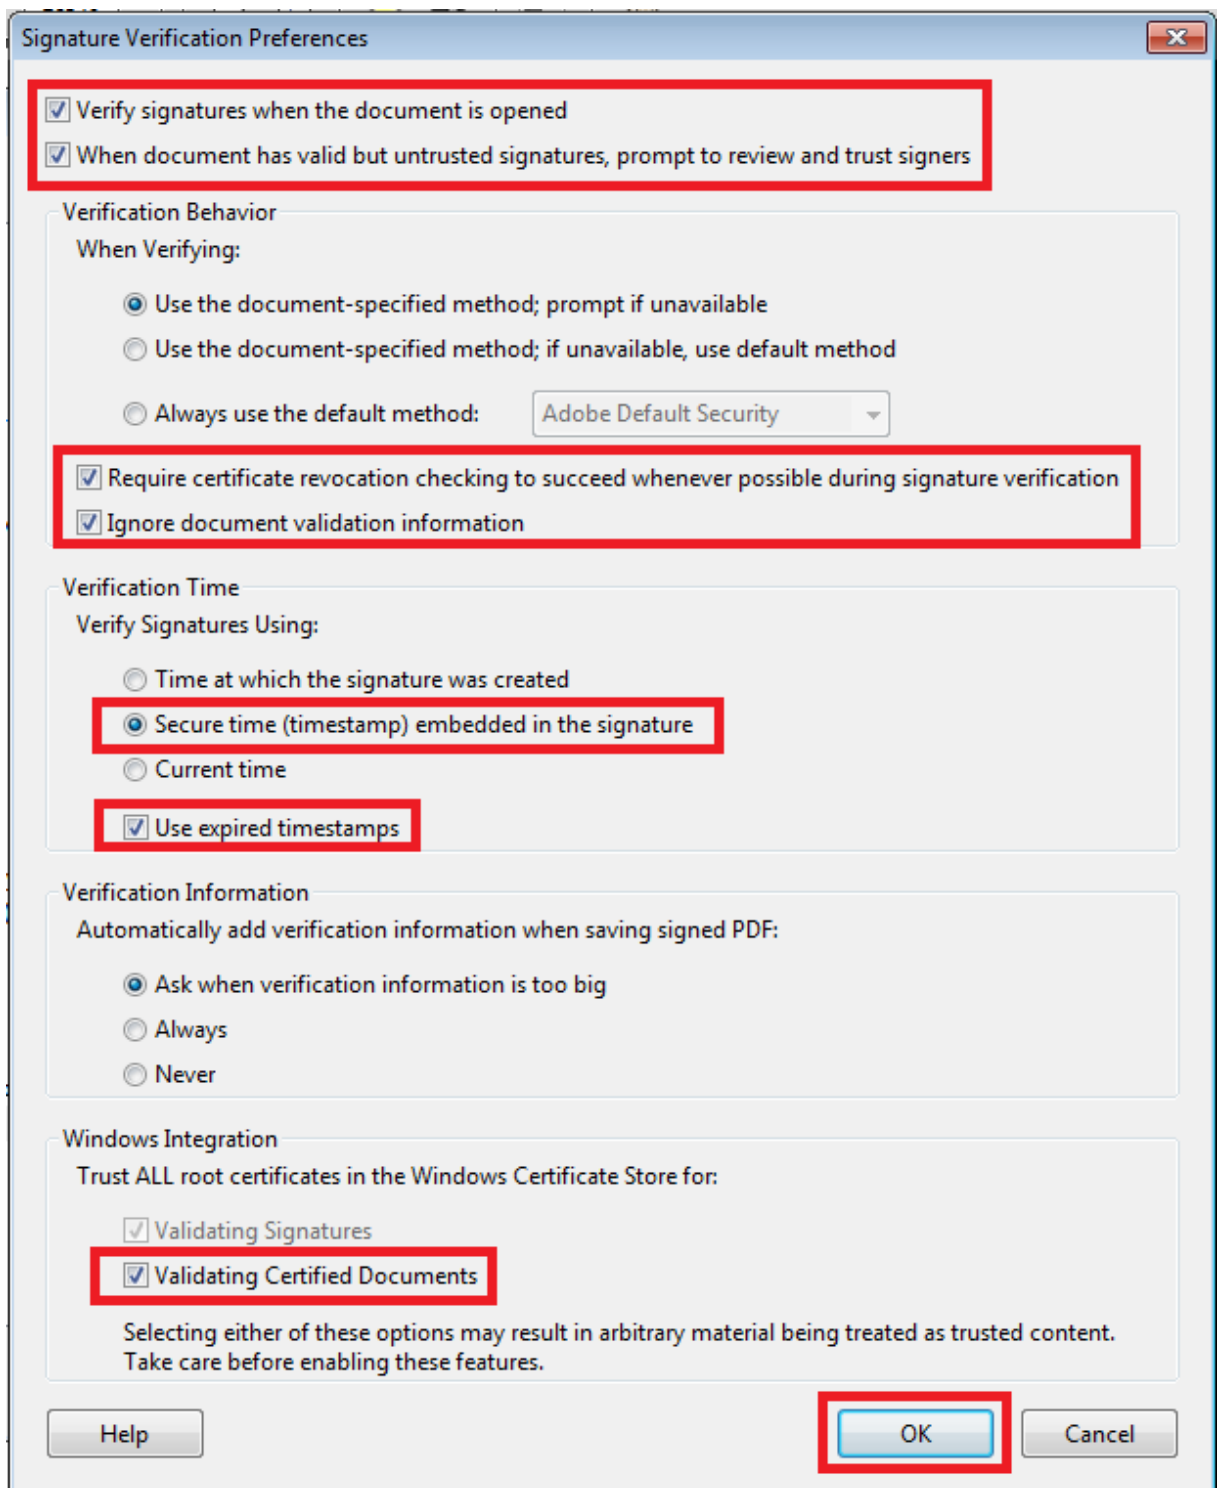 Signature Verification Preferences
Verify signatures when the document is opened
When document has valid but untrusted signatures, prompt to review and trust signers
Verification Behavior
When Verifying:
Use the document-specified method; prompt if unavailable
Use the document-specified method; if unavailable, use default method
Always use the default method: Adobe Default Security
Require certificate revocation checking to succeed whenever possible during signature verification
Ignore document validation information
Verification Time
Verify Signatures Using:
Time at which the signature was created
Secure time (timestamp) embedded in the signature
Current time
Use expired timestamps
Verification Information
Automatically add verification information when saving signed PDF:
Ask when verification information is too big
Always
Never
Windows Integration
Trust ALL root certificates in the Windows Certificate Store for:
Validating Signatures
Validating Certified Documents
Selecting either of these options may result in arbitrary material being treated as trusted content.
Take care before enabling these features.
Help OK Cancel